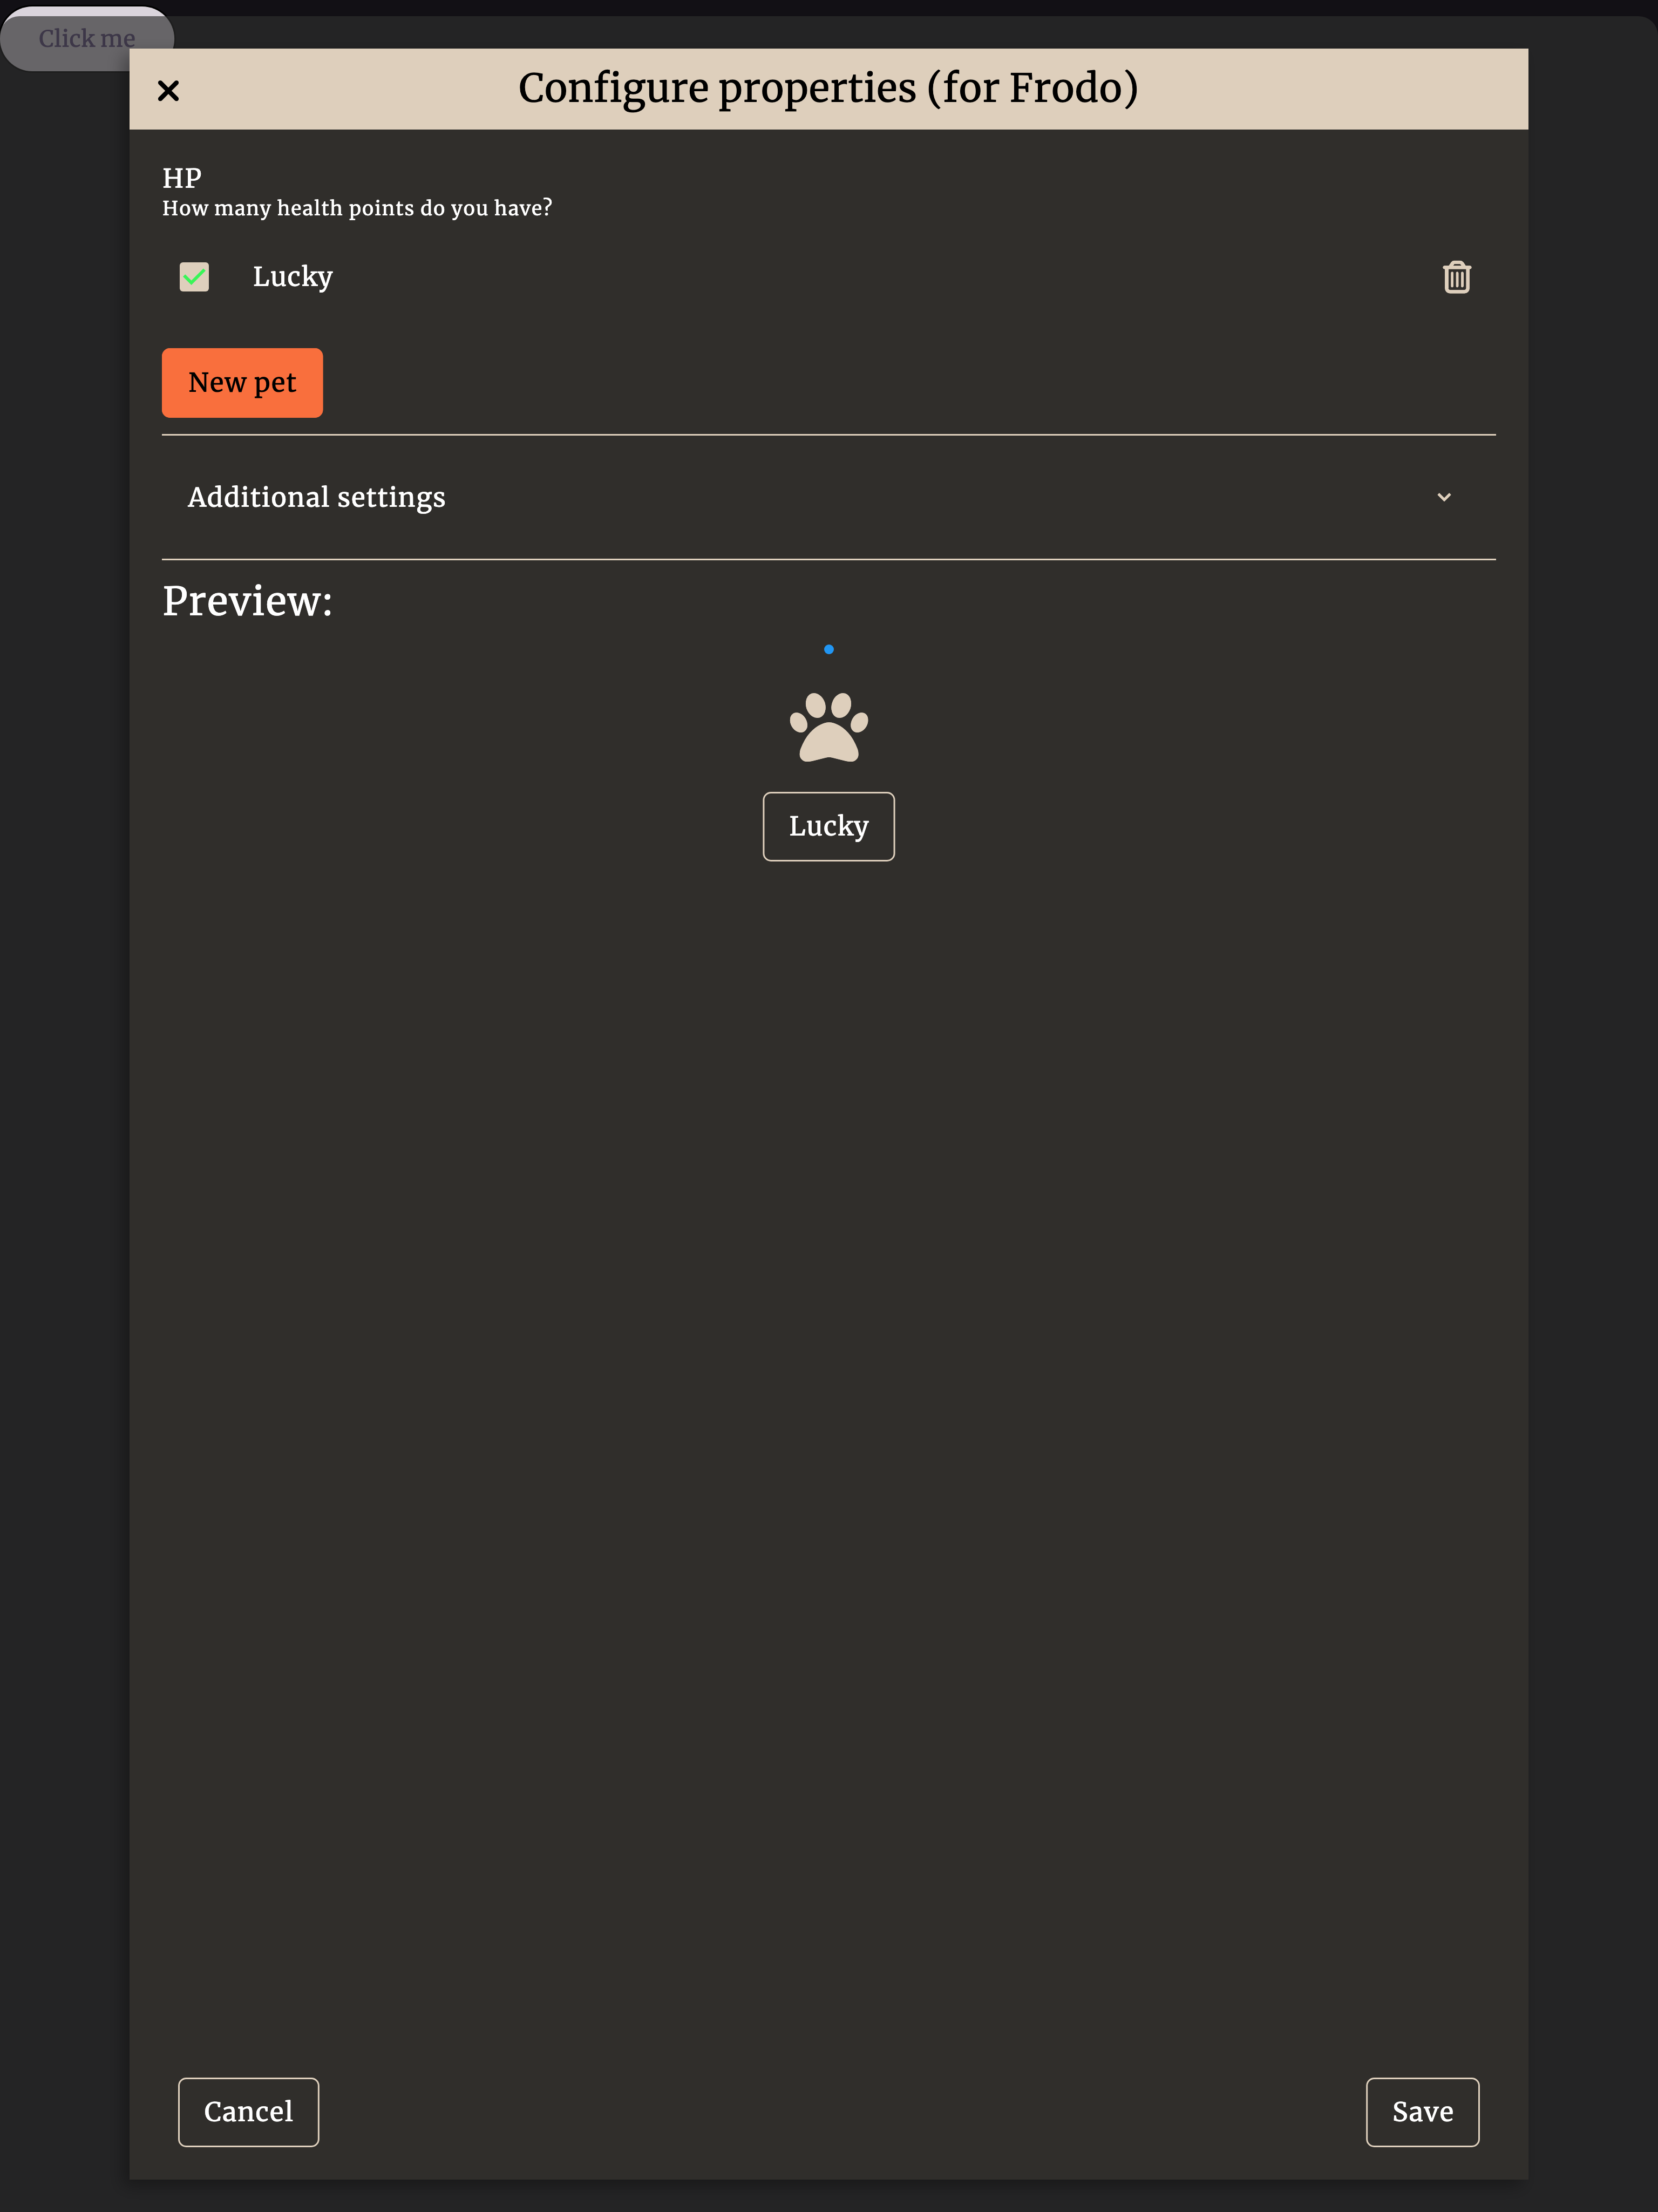 Click me
Configure properties (for Frodo)
HP
How many health points do you have?
Lucky
New pet
Additional settings
Preview:
Lucky
Cancel
Save